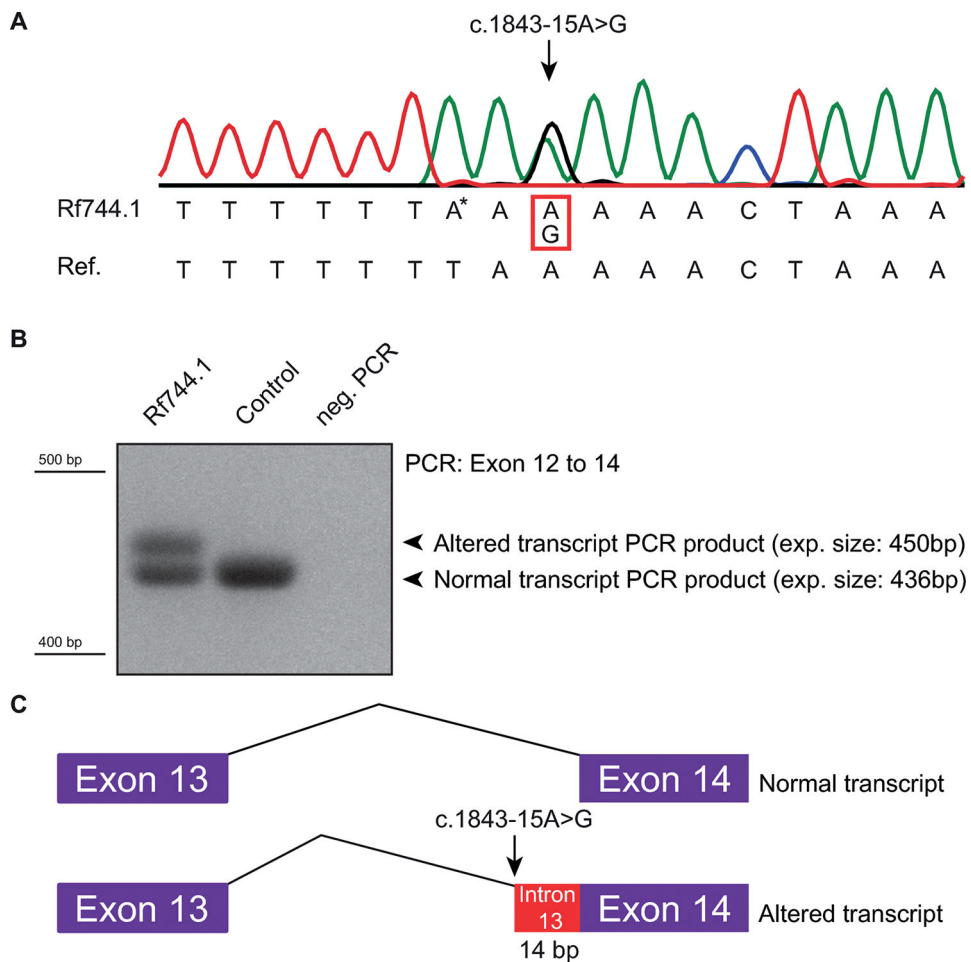 A
c.1843-15A>G
Rf744.1 T T T T T T A* A A A A A C T A A A
G
Ref. T T T T T T T A A A A A C T A A A
B
Rf744.1 Control neg. PCR
500 bp
PCR: Exon 12 to 14
Altered transcript PCR product (exp. size: 450bp)
Normal transcript PCR product (exp. size: 436bp)
400 bp
C
Exon 13 Exon 14 Normal transcript
c.1843-15A>G
Exon 13 Intron 13 Exon 14 Altered transcript
14 bp